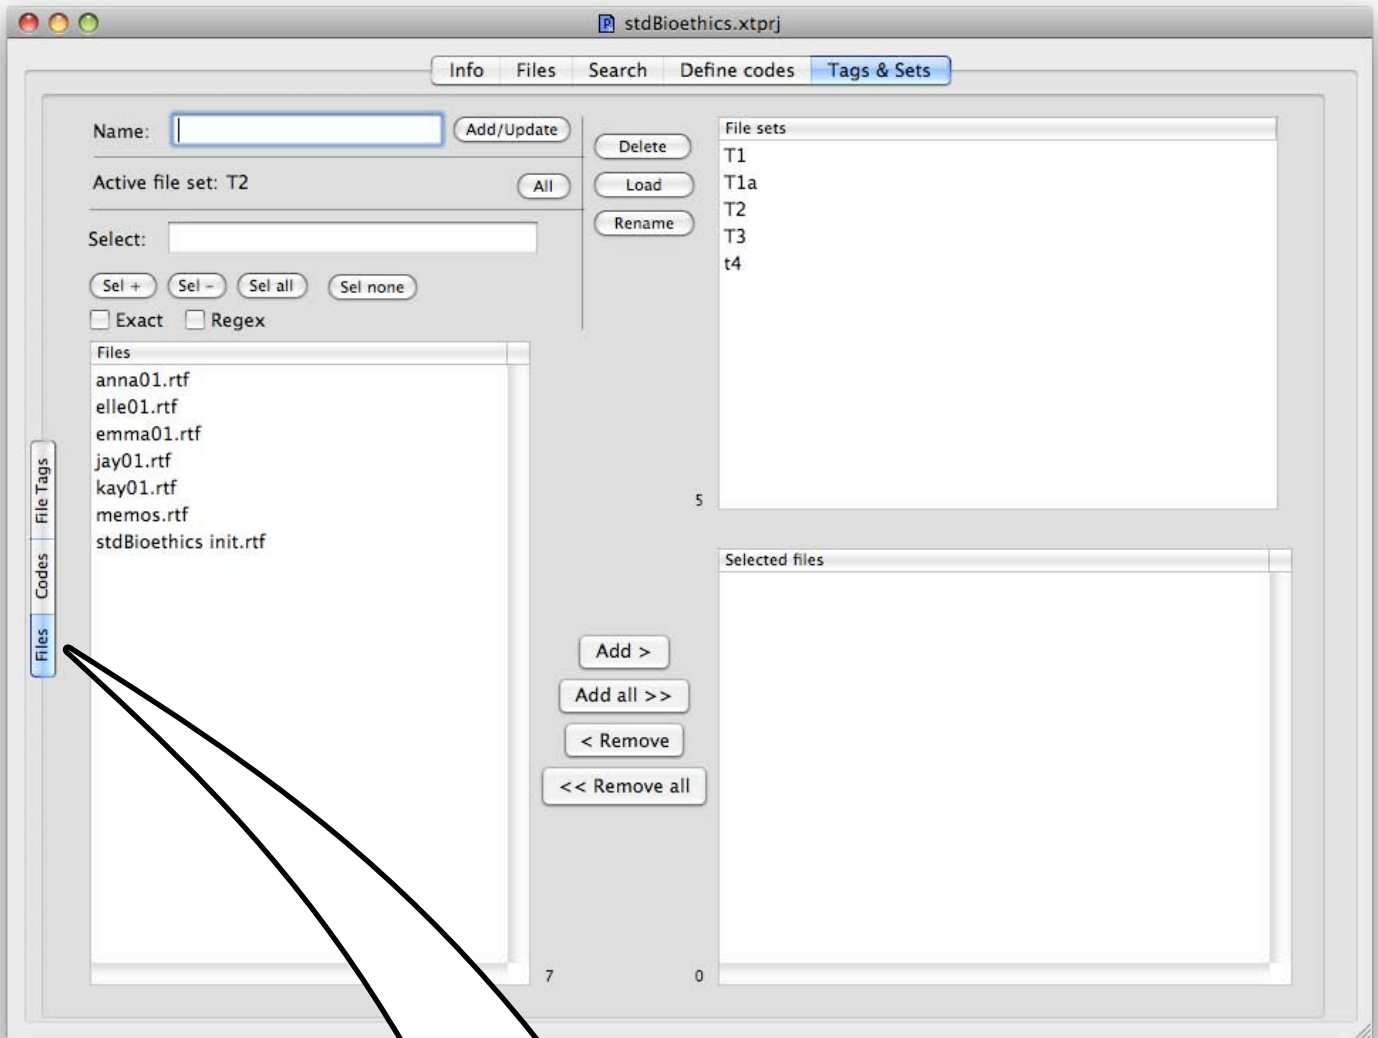 stdBioethics.xtprj
Info Files Search Define codes Tags & Sets
Name: Add/Update
Active file set: T2 All
Select:
Sel + Sel - Sel all Sel none
Exact Regex
Delete
Load
Rename
File sets
T1
T1a
T2
T3
t4
5
File Tags
Codes
Files
Files
anna01.rtf
elle01.rtf
emma01.rtf
jay01.rtf
kay01.rtf
memos.rtf
stdBioethics init.rtf
7
Add >
Add all >>
< Remove
<< Remove all
Selected files
0